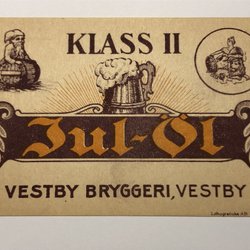 KLASS II
Jul-Öl
VESTBY BRYGGERI, VESTBY